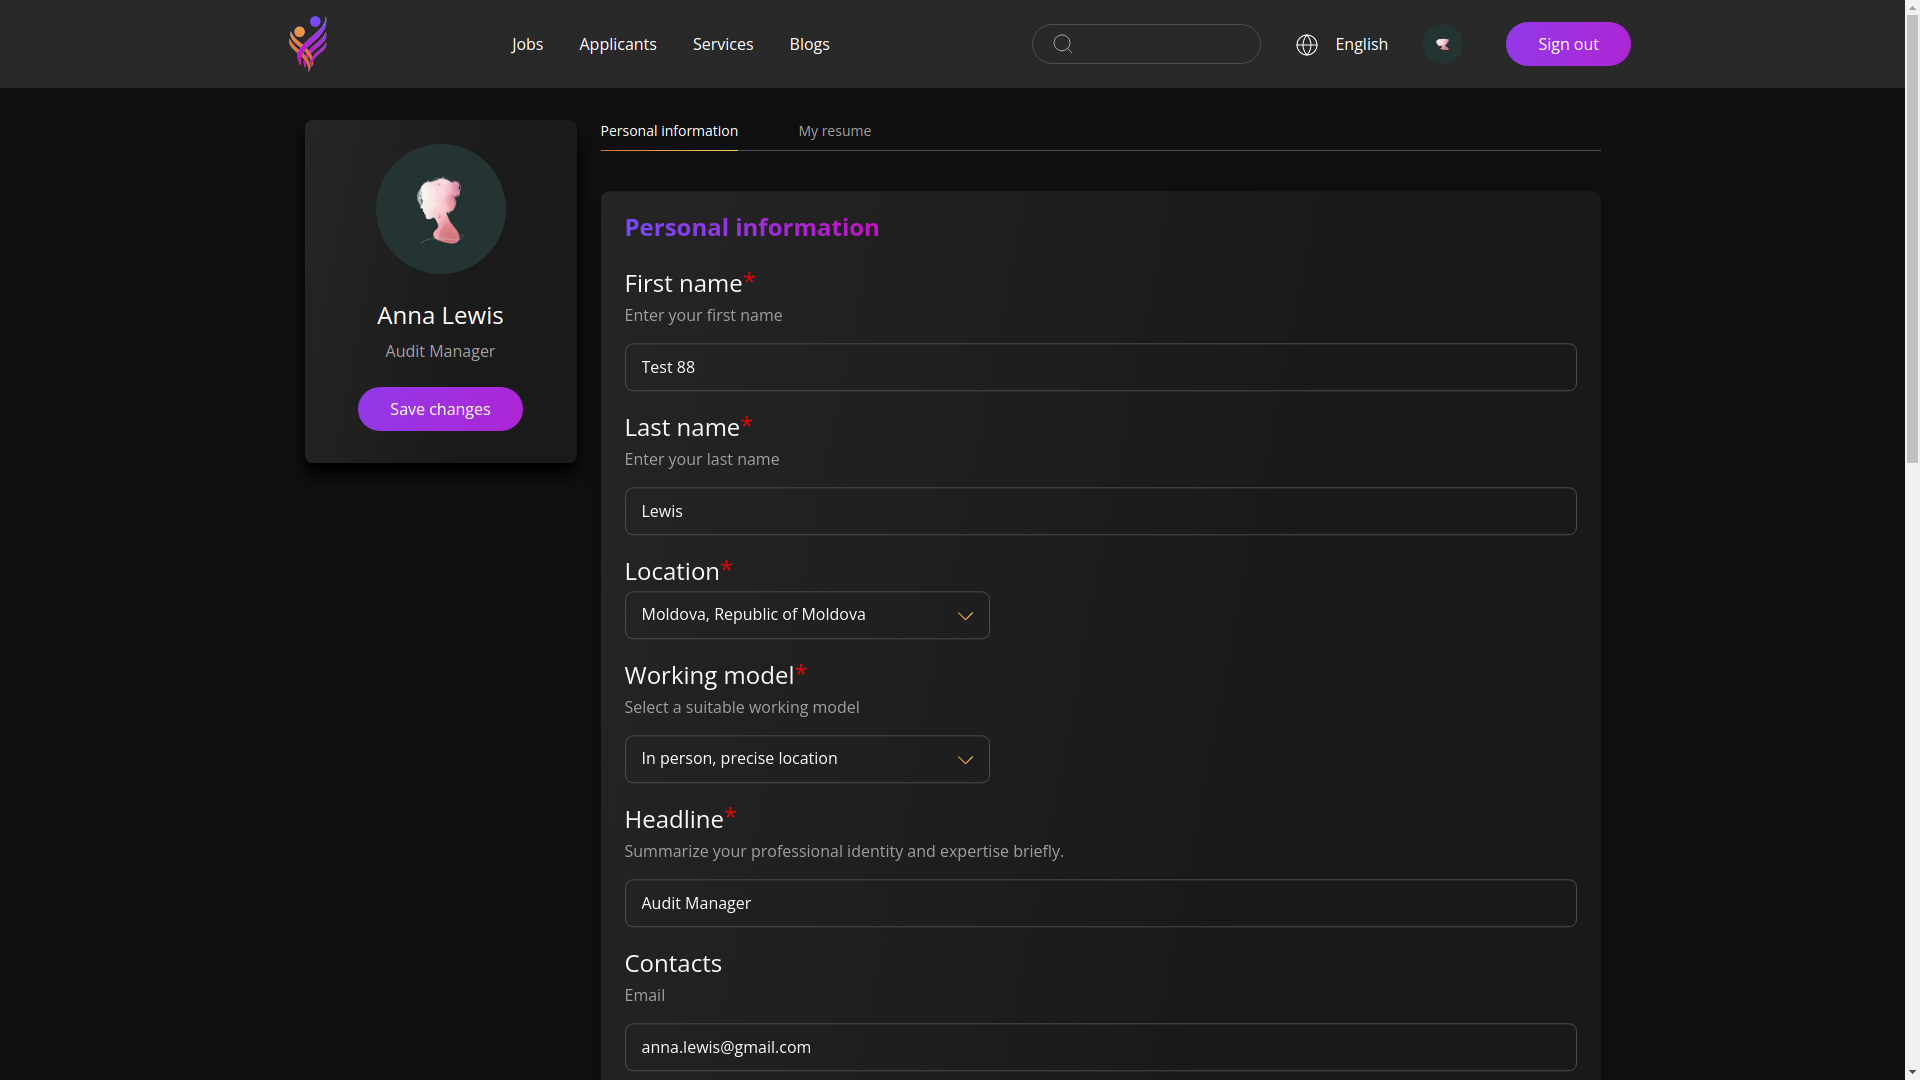 Jobs
Applicants
Services
Blogs
English
Sign out
Anna Lewis
Audit Manager
Save changes
Personal information
My resume
Personal information
First name*
Enter your first name
Test 88
Last name*
Enter your last name
Lewis
Location*
Moldova, Republic of Moldova
Working model*
Select a suitable working model
In person, precise location
Headline*
Summarize your professional identity and expertise briefly.
Audit Manager
Contacts
Email
anna.lewis@gmail.com